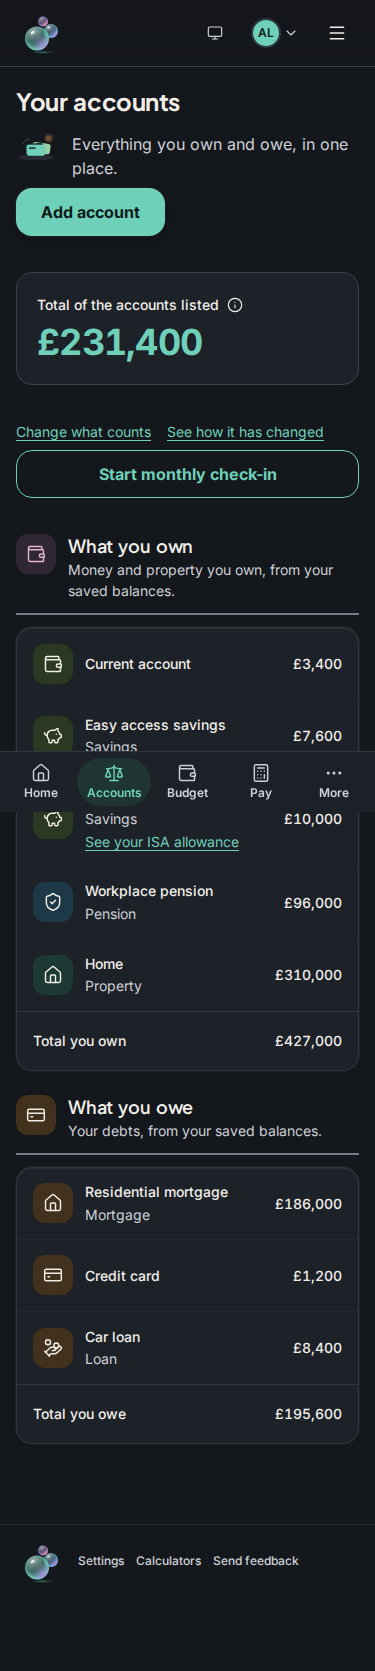 AL
Your accounts
Everything you own and owe, in one
place.
Add account
Total of the accounts listed
£231,400
Change what counts See how it has changed
Start monthly check-in
What you own
Money and property you own, from your
saved balances.
Current account £3,400
Easy access savings
Savings £7,600
Home Accounts Budget Pay More
Savings £10,000
See your ISA allowance
Workplace pension
Pension £96,000
Home
Property £310,000
Total you own £427,000
What you owe
Your debts, from your saved balances.
Residential mortgage
Mortgage £186,000
Credit card £1,200
Car loan
Loan £8,400
Total you owe £195,600
Settings Calculators Send feedback